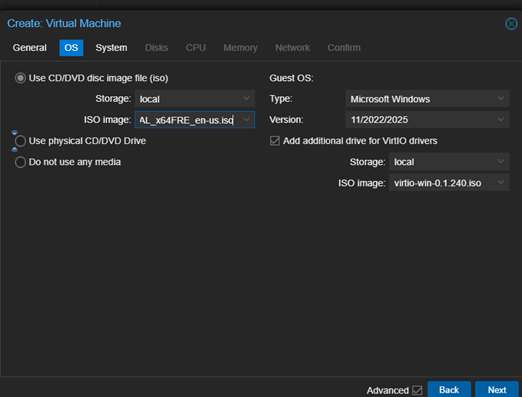 Create: Virtual Machine
General OS System Disks CPU Memory Network Confirm
Use CD/DVD disc image file (iso)
Storage: local
ISO image: AL_x64FRE_en-us.iso
Use physical CD/DVD Drive
Do not use any media
Guest OS:
Type: Microsoft Windows
Version: 11/2022/2025
Add additional drive for VirtIO drivers
Storage: local
ISO image: virtio-win-0.1.240.iso
Advanced Back Next